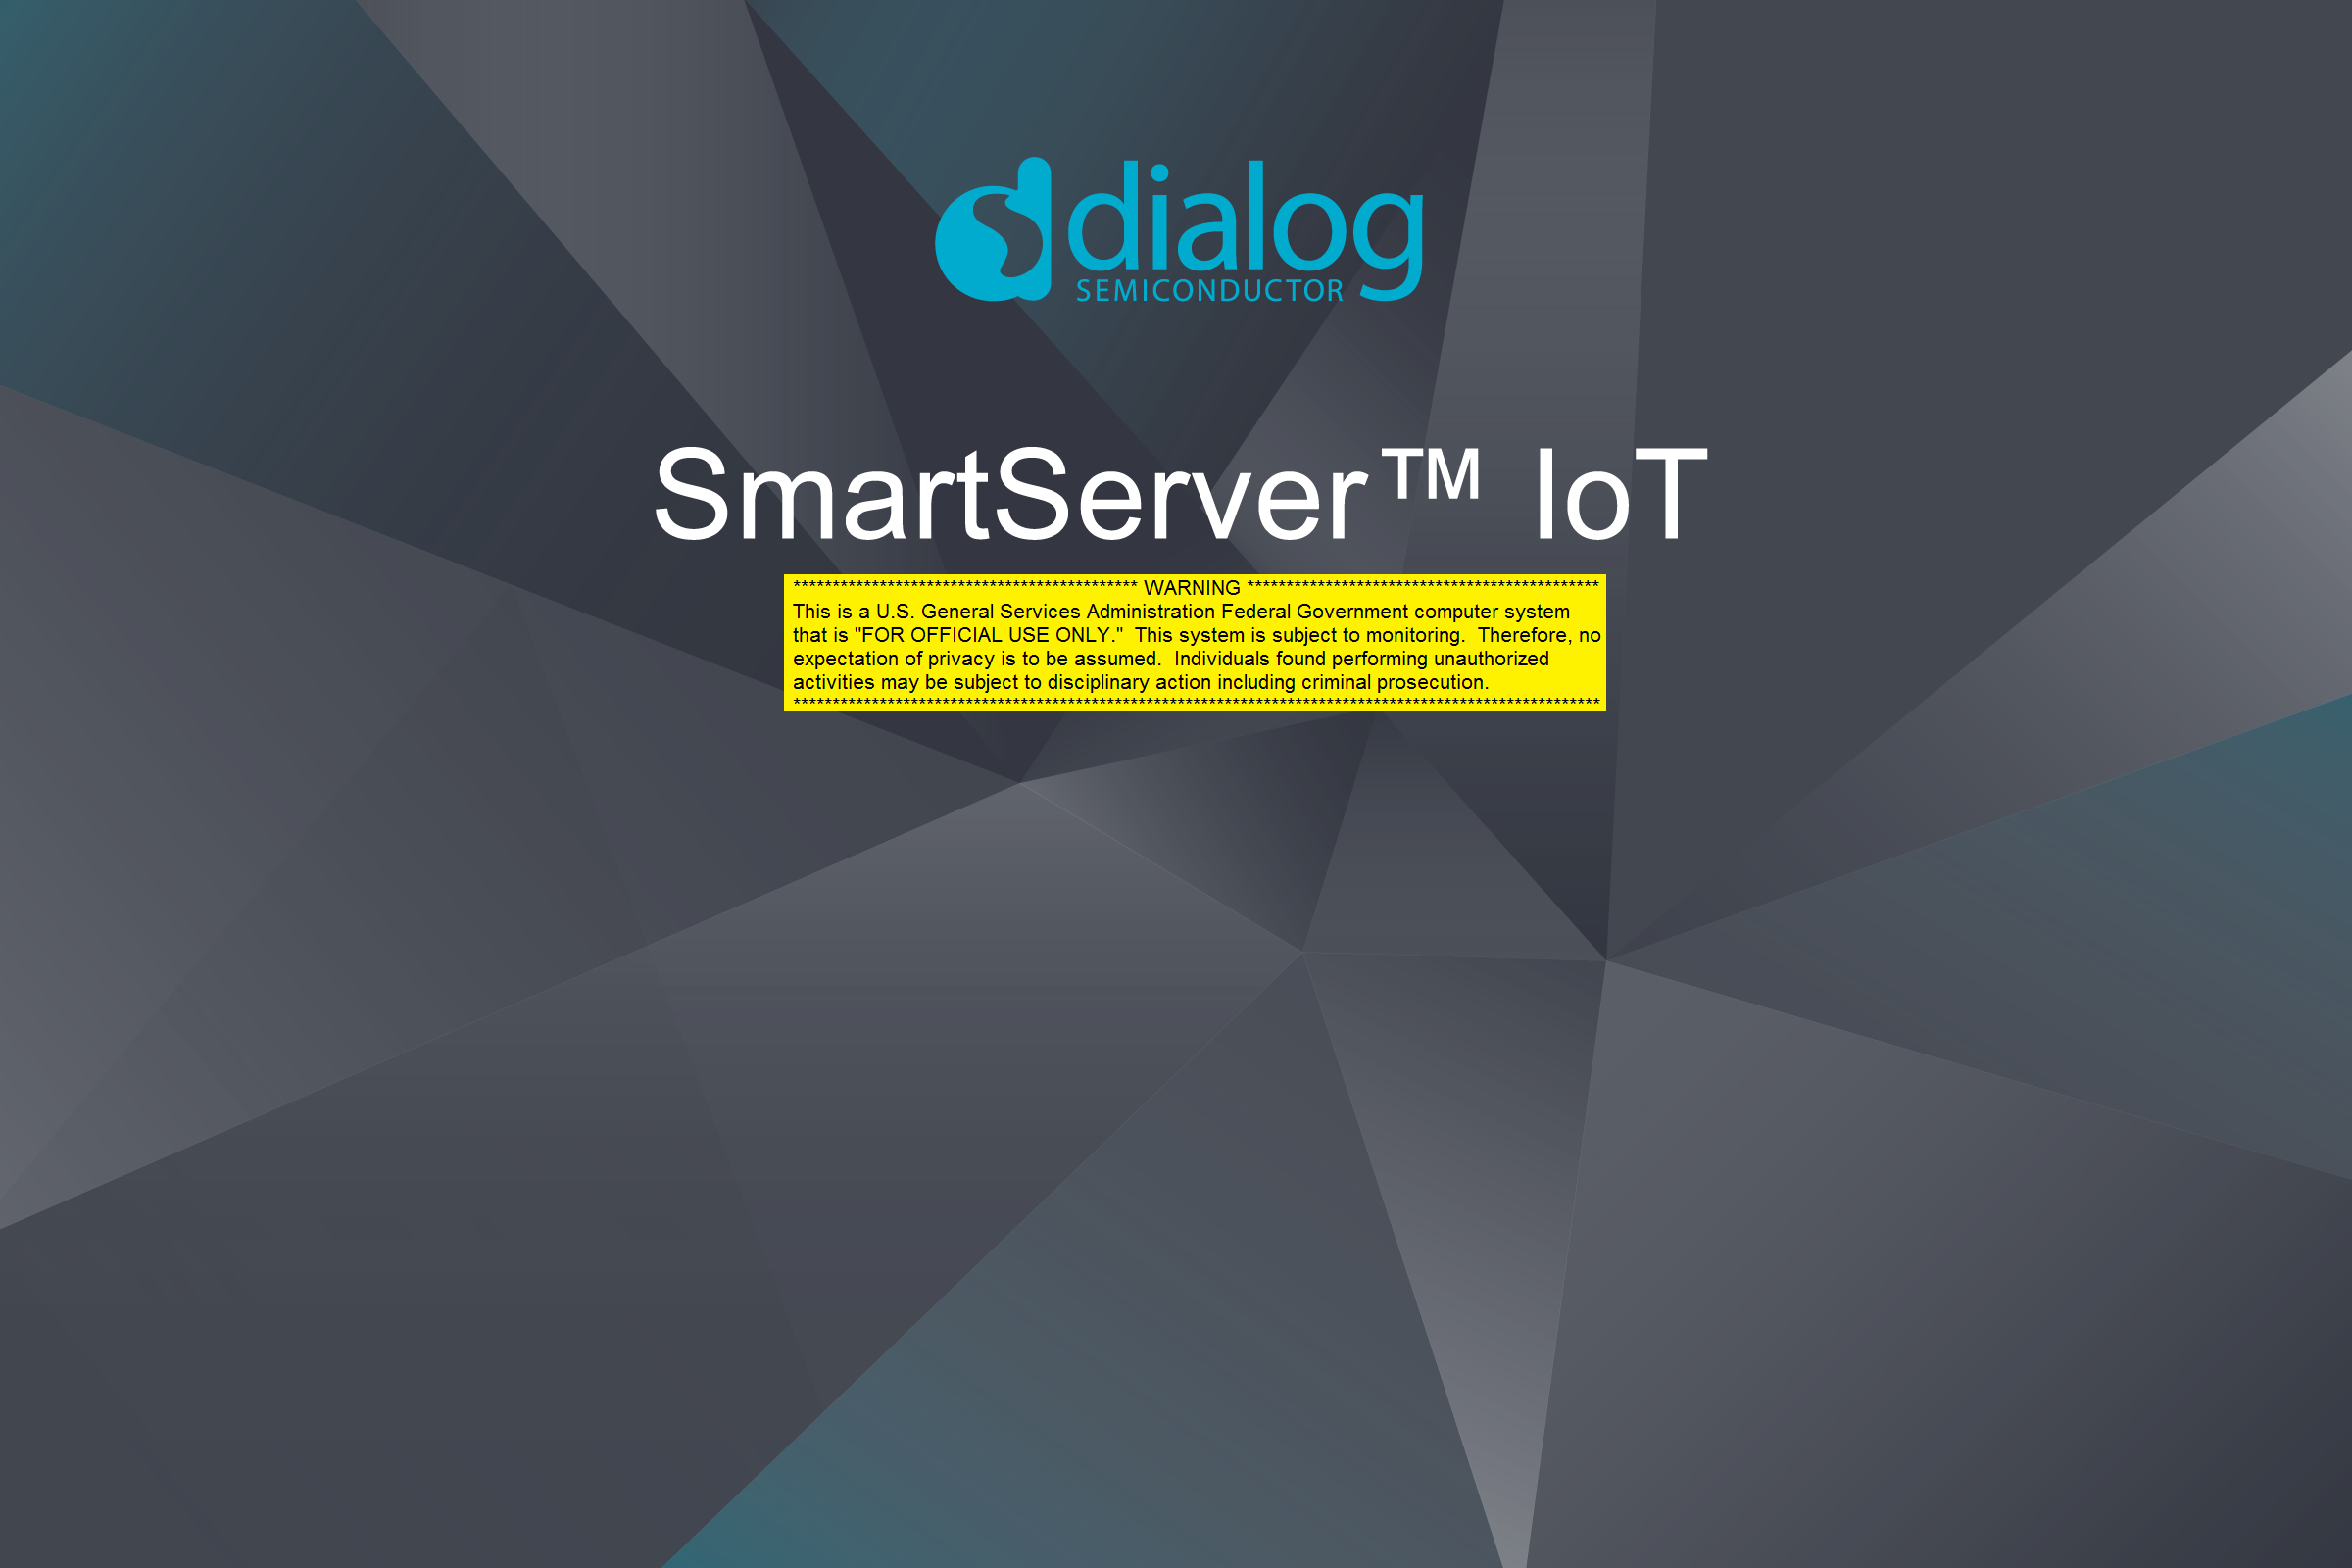 dialog
SEMICONDUCTOR
SmartServer™ IoT
******************************************** WARNING *********************************************
This is a U.S. General Services Administration Federal Government computer system
that is "FOR OFFICIAL USE ONLY."  This system is subject to monitoring.  Therefore, no
expectation of privacy is to be assumed.  Individuals found performing unauthorized
activities may be subject to disciplinary action including criminal prosecution.
*******************************************************************************************************